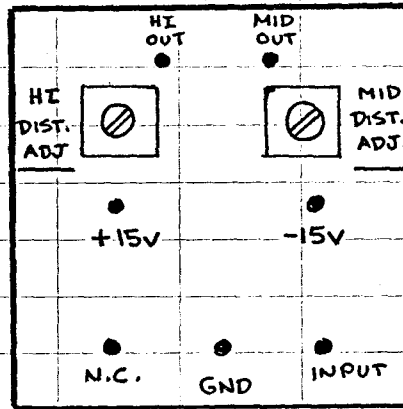 HI
OUT
MID
OUT
HI
DIST.
ADJ
MID
DIST.
ADJ
+15V
-15V
N.C.
GND
INPUT